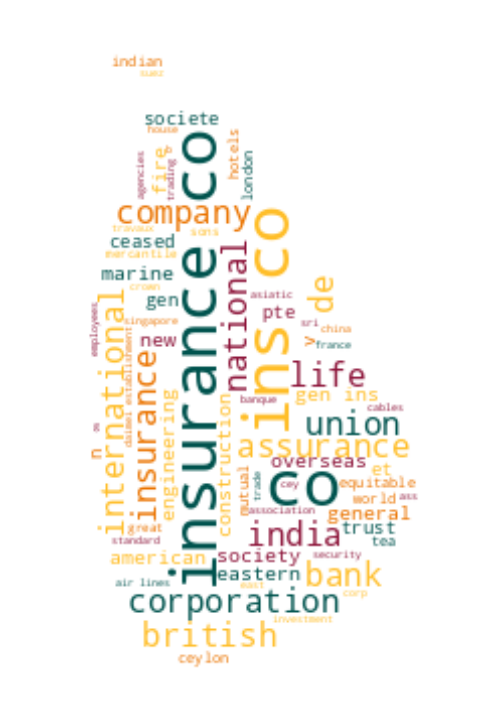 indian
suez
societe
house
insurance co
fire
b
trading
agencies
hotels
london
company
travaux
sons
ins co
ceased
mercantile
national
marine
crown
gen
de
asiatic
pte
singapore
sri
china
>
france
new
employees
international
insurance
daimei establishment
life
gen ins
banque
cables
union
engineering
construction
assurance
as
n
overseas
et
mutual
trade
cey
co
equitable
world
ass
association
general
great
standard
india
trust
tea
american
society
security
air lines
eastern
east
bank
corp
corporation
investment
british
ceylon